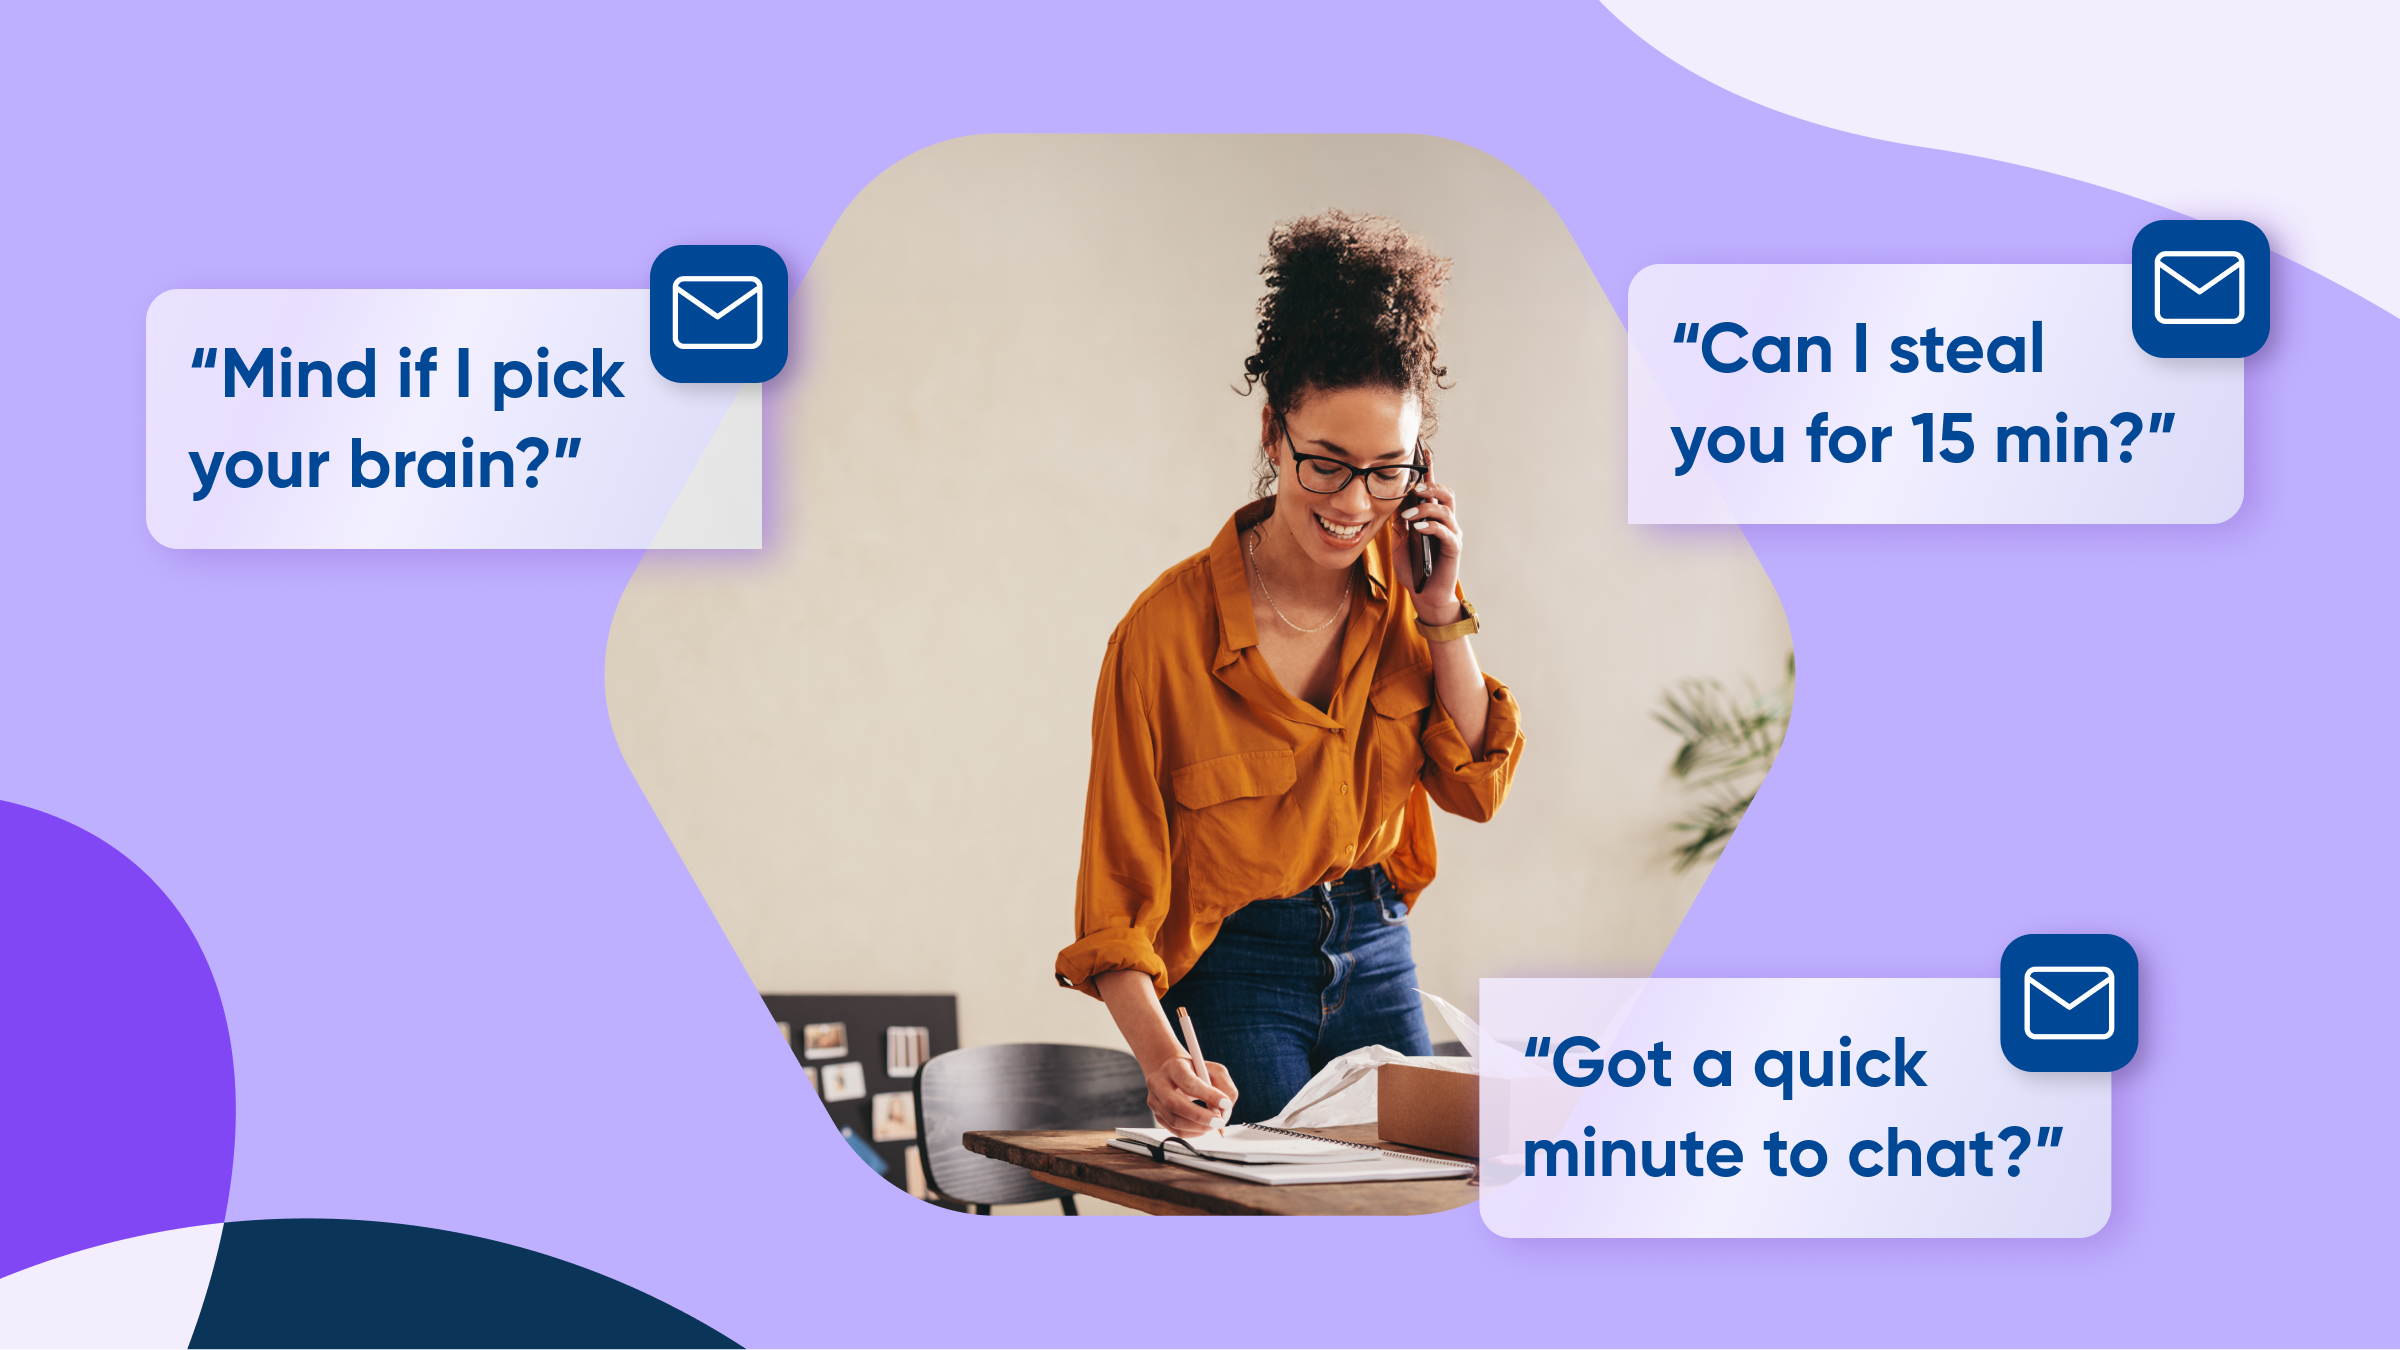 “Mind if I pick
your brain?”
“Can I steal
you for 15 min?”
“Got a quick
minute to chat?”